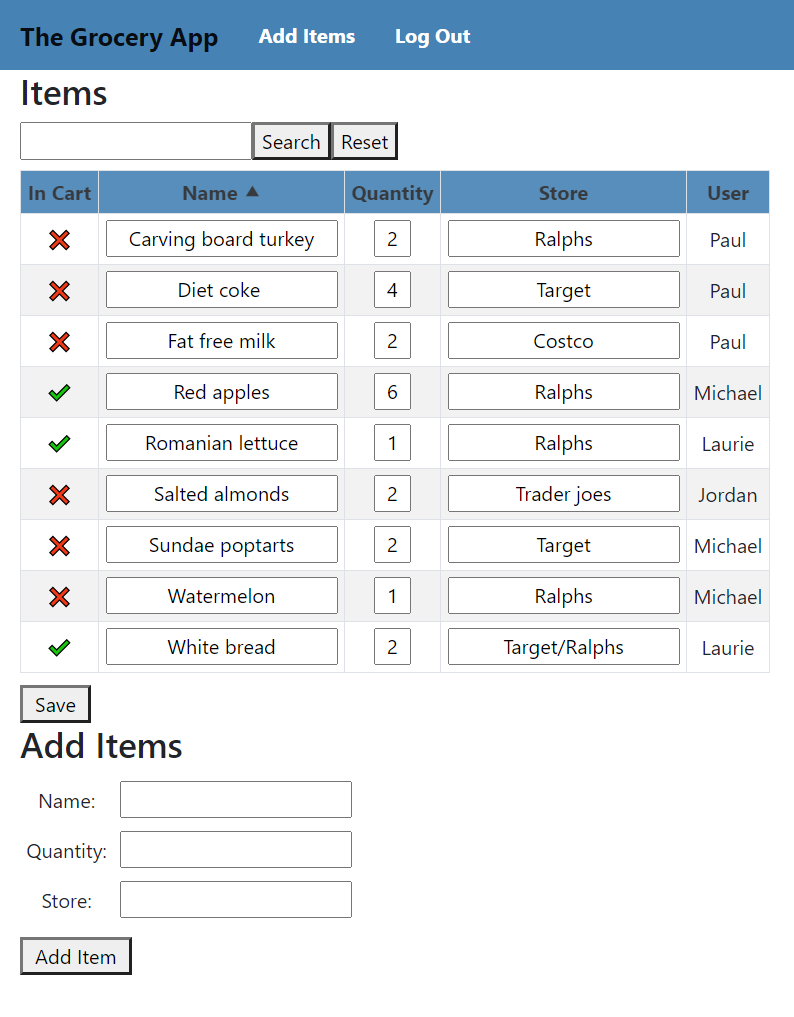 The Grocery App Add Items Log Out
Items
Search Reset
In Cart Name ▲ Quantity Store User
Carving board turkey 2 Ralphs Paul
Diet coke 4 Target Paul
Fat free milk 2 Costco Paul
Red apples 6 Ralphs Michael
Romanian lettuce 1 Ralphs Laurie
Salted almonds 2 Trader joes Jordan
Sundae poptarts 2 Target Michael
Watermelon 1 Ralphs Michael
White bread 2 Target/Ralphs Laurie
Save
Add Items
Name:
Quantity:
Store:
Add Item